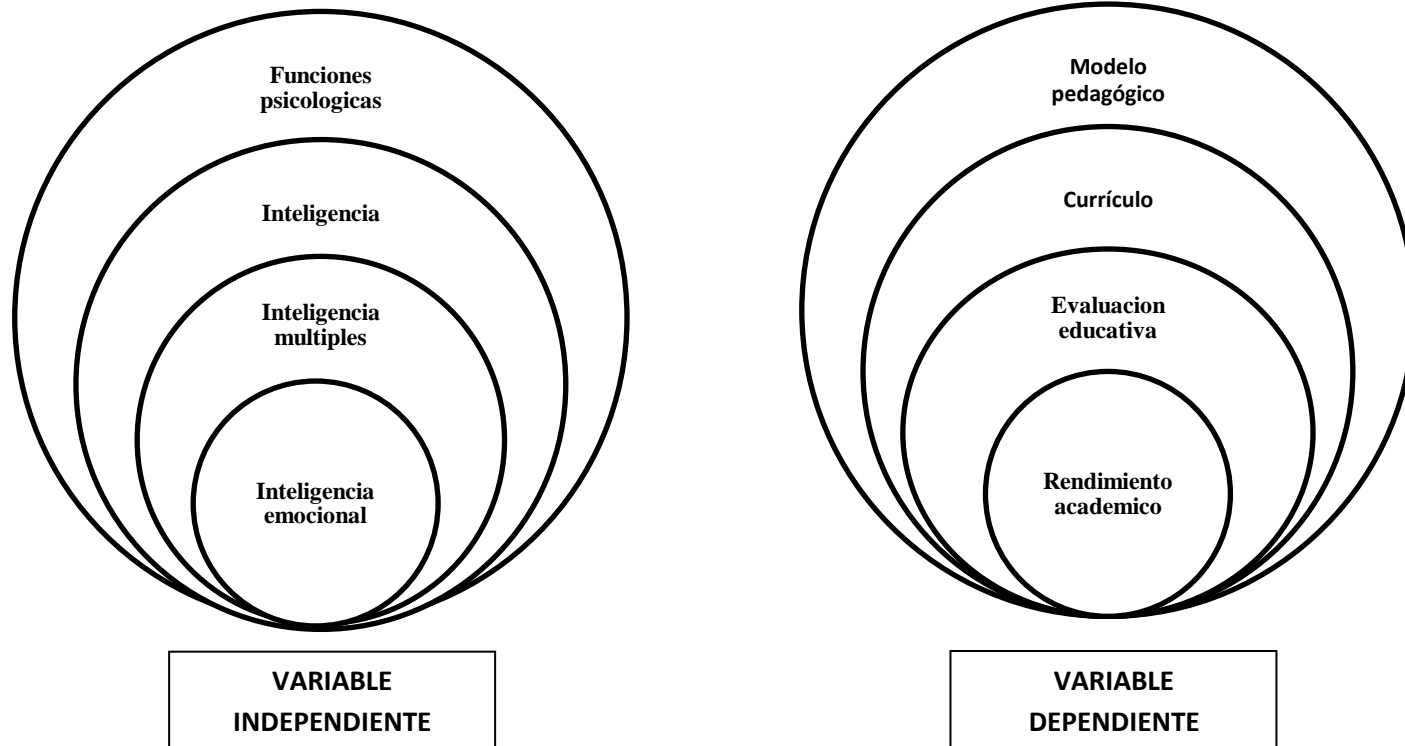 Funciones
psicologicas
Inteligencia
Inteligencia
multiples
Inteligencia
emocional
VARIABLE
INDEPENDIENTE
Modelo
pedagógico
Currículo
Evaluacion
educativa
Rendimiento
academico
VARIABLE
DEPENDIENTE